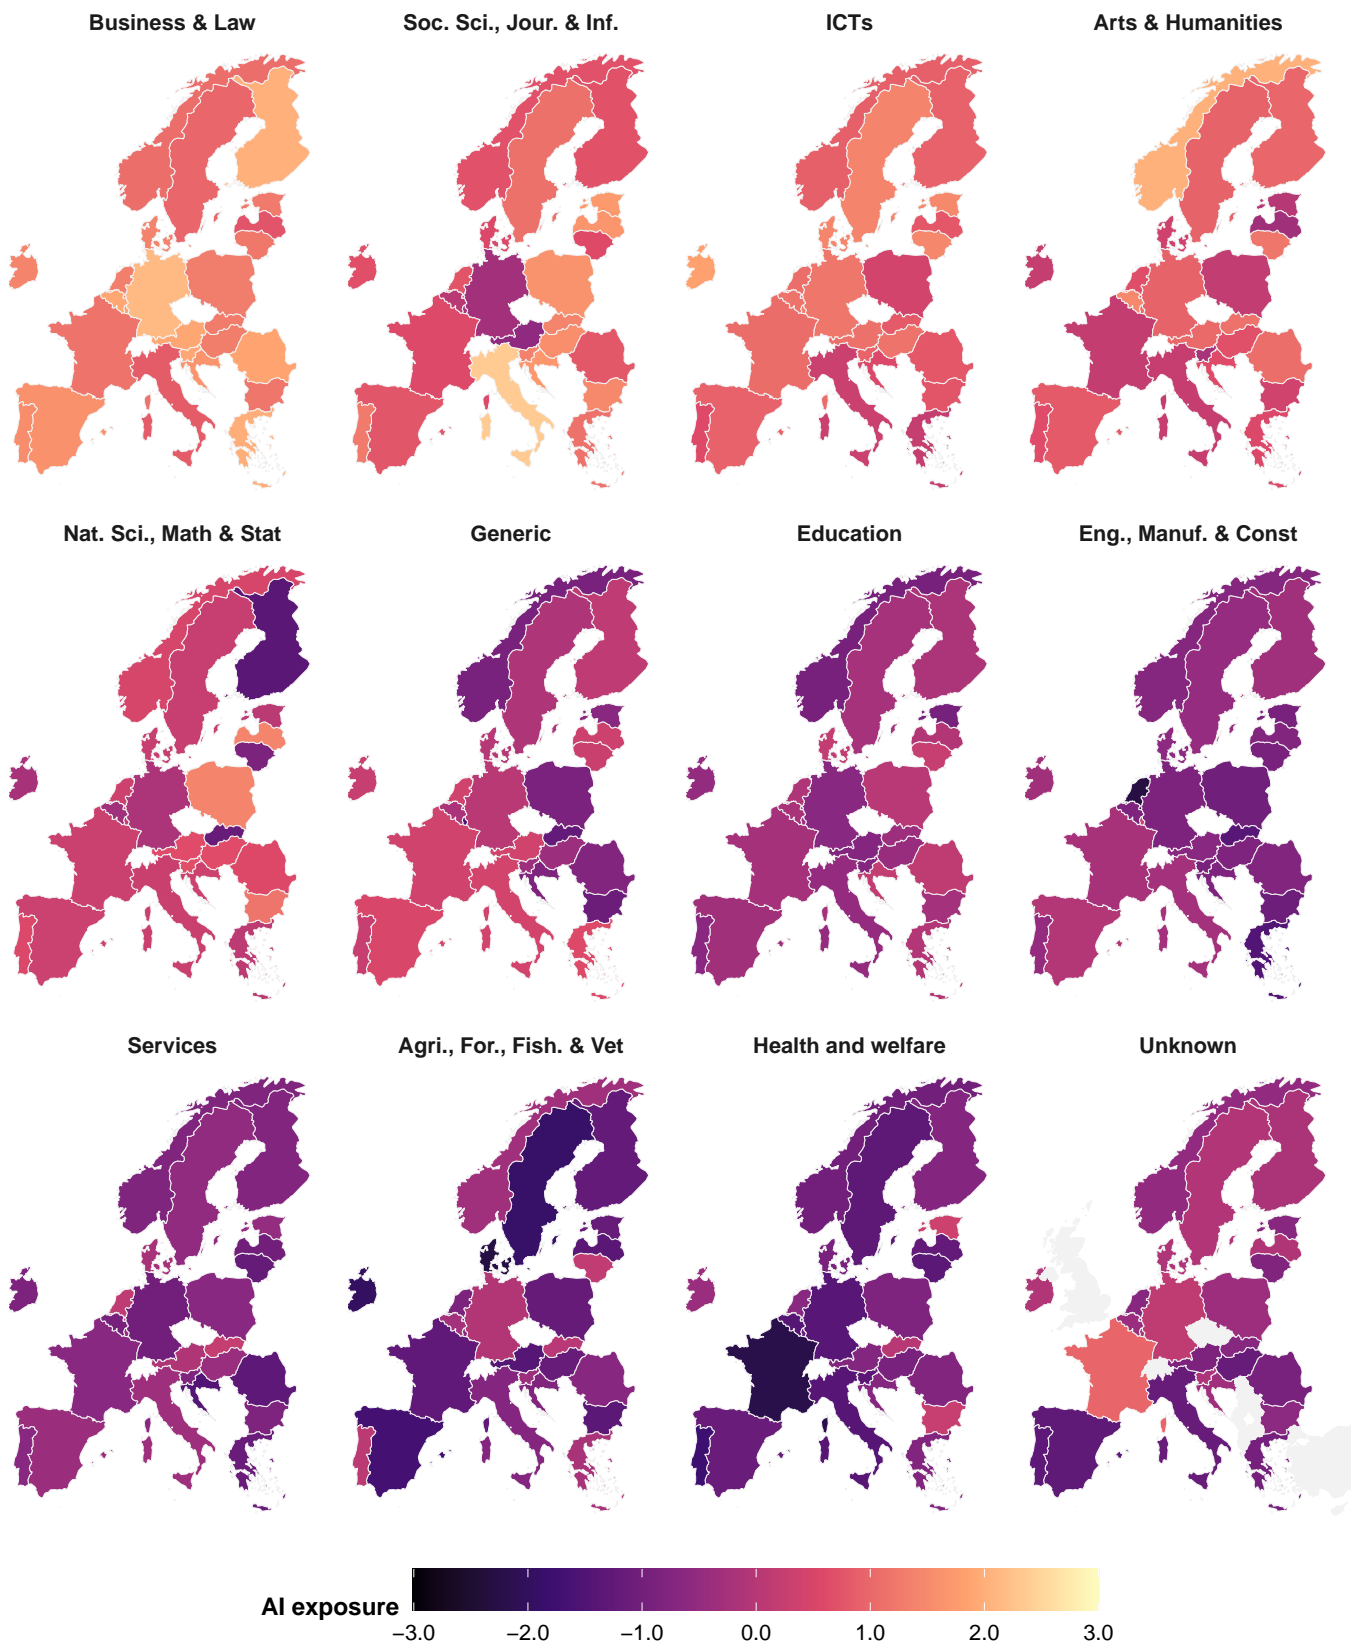 Business & Law
Soc. Sci., Jour. & Inf.
ICTs
Arts & Humanities
Nat. Sci., Math & Stat
Generic
Education
Eng., Manuf. & Const
Services
Agri., For., Fish. & Vet
Health and welfare
Unknown
AI exposure
−3.0 −2.0 −1.0 0.0 1.0 2.0 3.0